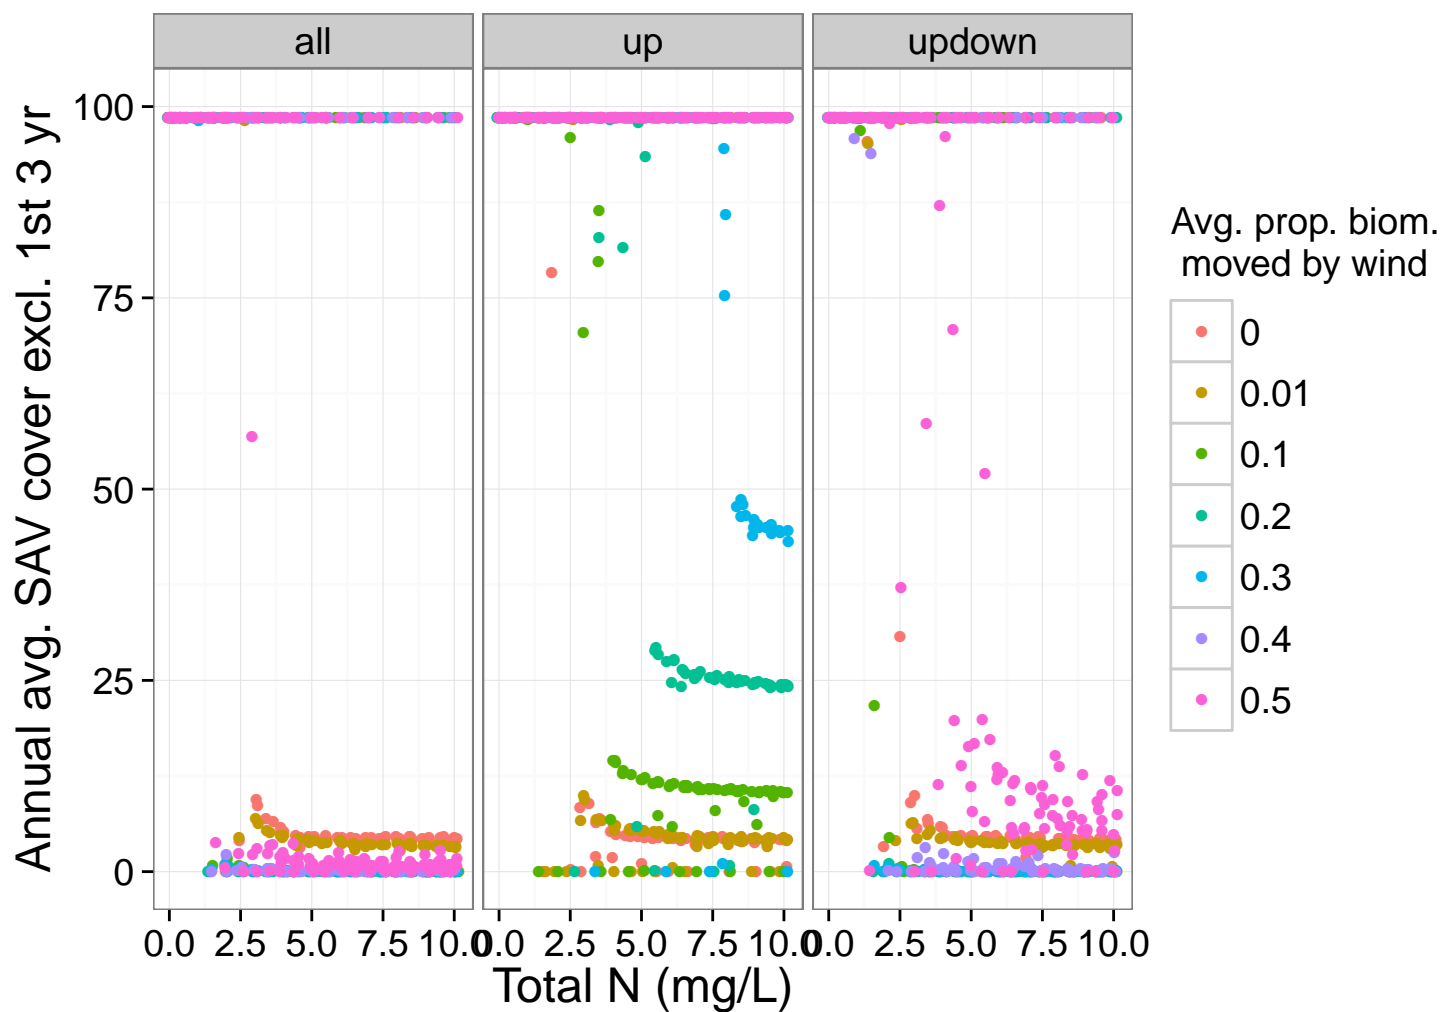 all
up
updown
Annual avg. SAV cover excl. 1st 3 yr
100
75
50
25
0
0.0 2.5 5.0 7.5 10.0
0.0 2.5 5.0 7.5 10.0
0.0 2.5 5.0 7.5 10.0
Total N (mg/L)
Avg. prop. biom.
moved by wind
0
0.01
0.1
0.2
0.3
0.4
0.5